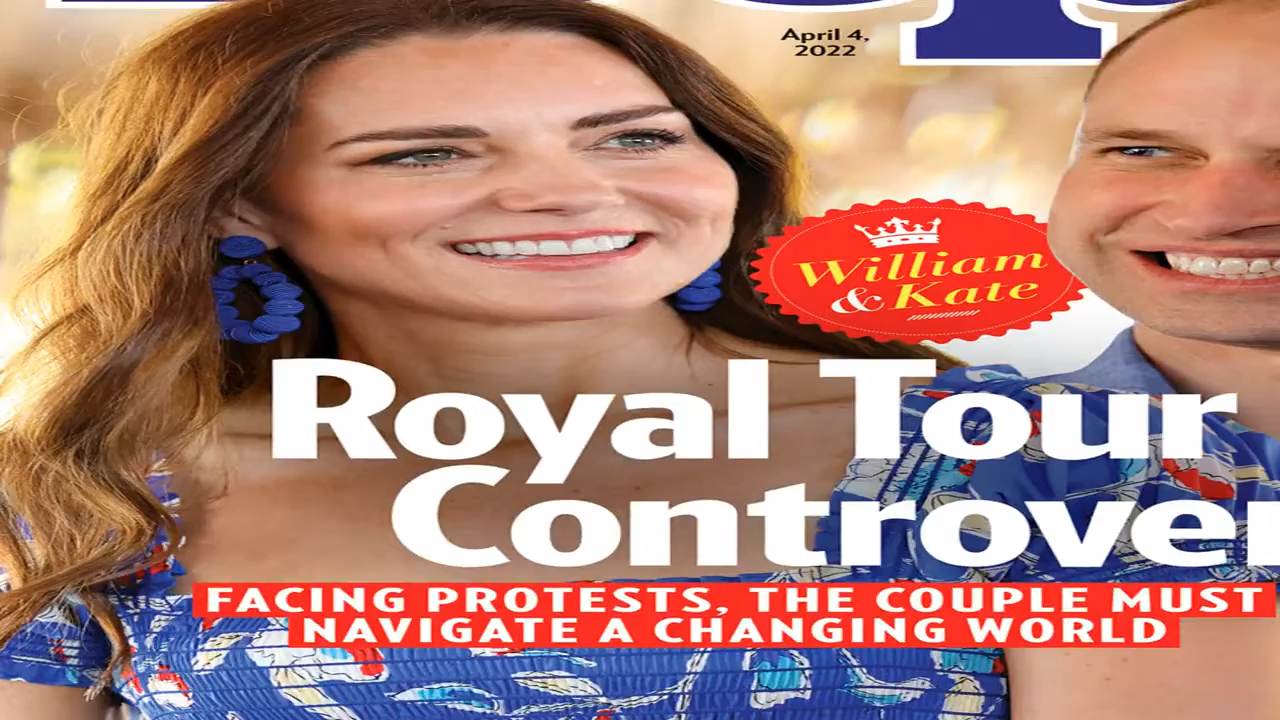 April 4,
2022
William
& Kate
Royal Tour
Controver
FACING PROTESTS, THE COUPLE MUST
NAVIGATE A CHANGING WORLD